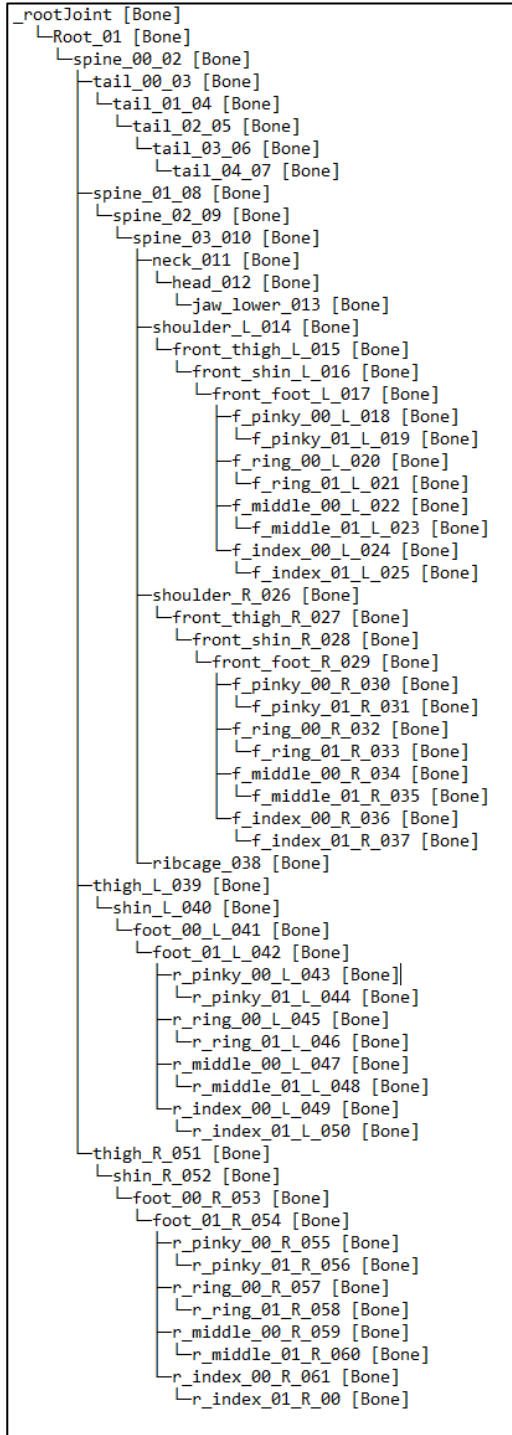 _rootJoint [Bone]
└─Root_01 [Bone]
  └─spine_00_02 [Bone]
    ├─tail_00_03 [Bone]
    │ └─tail_01_04 [Bone]
    │   └─tail_02_05 [Bone]
    │     └─tail_03_06 [Bone]
    │       └─tail_04_07 [Bone]
    ├─spine_01_08 [Bone]
    │ └─spine_02_09 [Bone]
    │   └─spine_03_010 [Bone]
    │     ├─neck_011 [Bone]
    │     │ └─head_012 [Bone]
    │     │   └─jaw_lower_013 [Bone]
    │     ├─shoulder_L_014 [Bone]
    │     │ └─front_thigh_L_015 [Bone]
    │     │   └─front_shin_L_016 [Bone]
    │     │     └─front_foot_L_017 [Bone]
    │     │       ├─f_pinky_00_L_018 [Bone]
    │     │       │ └─f_pinky_01_L_019 [Bone]
    │     │       ├─f_ring_00_L_020 [Bone]
    │     │       │ └─f_ring_01_L_021 [Bone]
    │     │       ├─f_middle_00_L_022 [Bone]
    │     │       │ └─f_middle_01_L_023 [Bone]
    │     │       └─f_index_00_L_024 [Bone]
    │     │         └─f_index_01_L_025 [Bone]
    │     ├─shoulder_R_026 [Bone]
    │     │ └─front_thigh_R_027 [Bone]
    │     │   └─front_shin_R_028 [Bone]
    │     │     └─front_foot_R_029 [Bone]
    │     │       ├─f_pinky_00_R_030 [Bone]
    │     │       │ └─f_pinky_01_R_031 [Bone]
    │     │       ├─f_ring_00_R_032 [Bone]
    │     │       │ └─f_ring_01_R_033 [Bone]
    │     │       ├─f_middle_00_R_034 [Bone]
    │     │       │ └─f_middle_01_R_035 [Bone]
    │     │       └─f_index_00_R_036 [Bone]
    │     │         └─f_index_01_R_037 [Bone]
    │     └─ribcage_038 [Bone]
    ├─thigh_L_039 [Bone]
    │ └─shin_L_040 [Bone]
    │   └─foot_00_L_041 [Bone]
    │     └─foot_01_L_042 [Bone]
    │       ├─r_pinky_00_L_043 [Bone]
    │       │ └─r_pinky_01_L_044 [Bone]
    │       ├─r_ring_00_L_045 [Bone]
    │       │ └─r_ring_01_L_046 [Bone]
    │       ├─r_middle_00_L_047 [Bone]
    │       │ └─r_middle_01_L_048 [Bone]
    │       └─r_index_00_L_049 [Bone]
    │         └─r_index_01_L_050 [Bone]
    └─thigh_R_051 [Bone]
      └─shin_R_052 [Bone]
        └─foot_00_R_053 [Bone]
          └─foot_01_R_054 [Bone]
            ├─r_pinky_00_R_055 [Bone]
            │ └─r_pinky_01_R_056 [Bone]
            ├─r_ring_00_R_057 [Bone]
            │ └─r_ring_01_R_058 [Bone]
            ├─r_middle_00_R_059 [Bone]
            │ └─r_middle_01_R_060 [Bone]
            └─r_index_00_R_061 [Bone]
              └─r_index_01_R_00 [Bone]